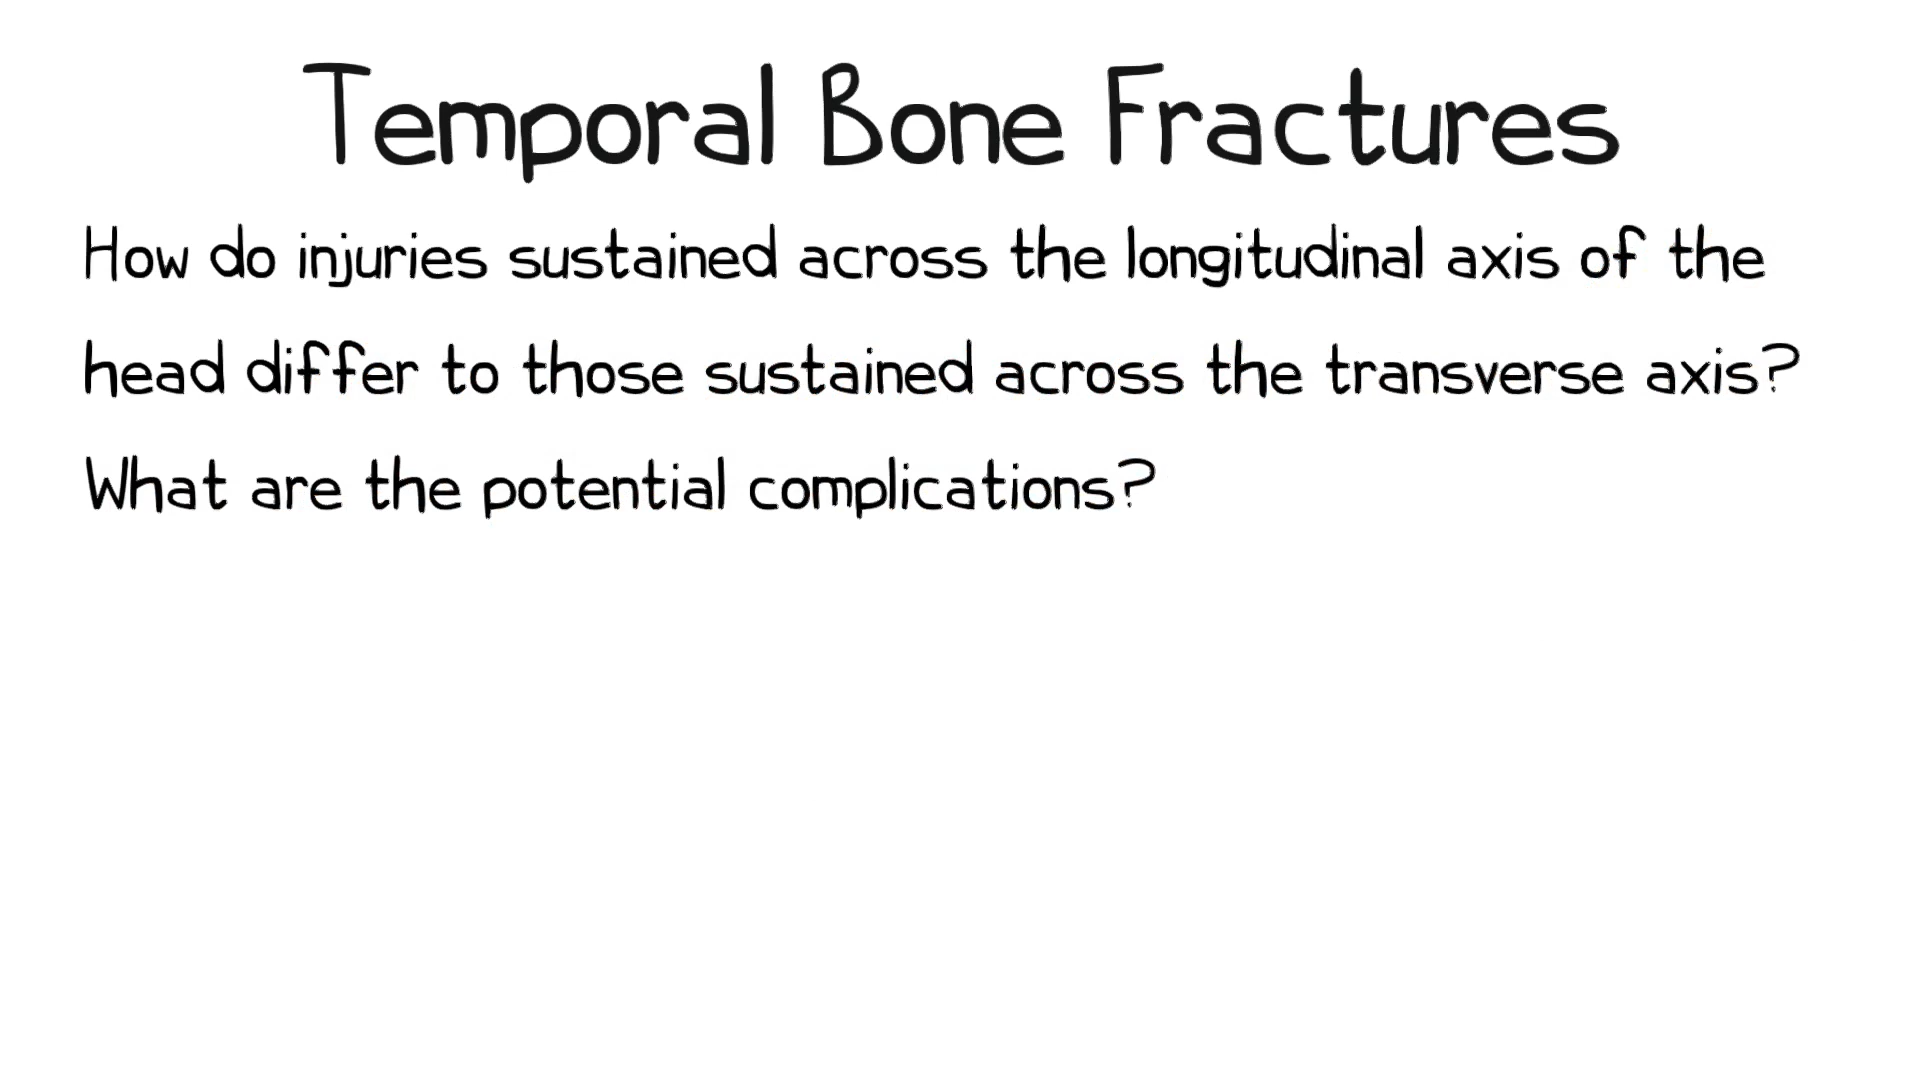 Temporal Bone Fractures
How do injuries sustained across the longitudinal axis of the
head differ to those sustained across the transverse axis?
What are the potential complications?